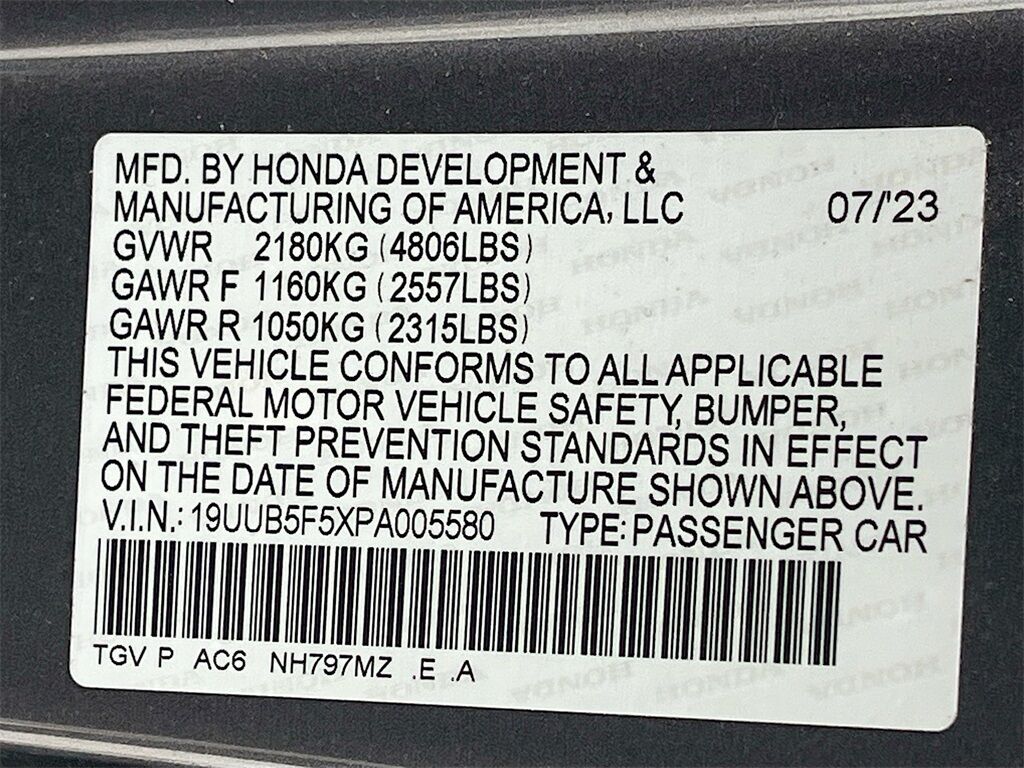 MFD. BY HONDA DEVELOPMENT &
MANUFACTURING OF AMERICA, LLC 07/'23
GVWR 2180KG (4806LBS)
GAWR F 1160KG (2557LBS)
GAWR R 1050KG (2315LBS)
THIS VEHICLE CONFORMS TO ALL APPLICABLE
FEDERAL MOTOR VEHICLE SAFETY, BUMPER,
AND THEFT PREVENTION STANDARDS IN EFFECT
ON THE DATE OF MANUFACTURE SHOWN ABOVE.
V.I.N.: 19UUB5F5XPA005580 TYPE: PASSENGER CAR
TGV P AC6 NH797MZ .E .A